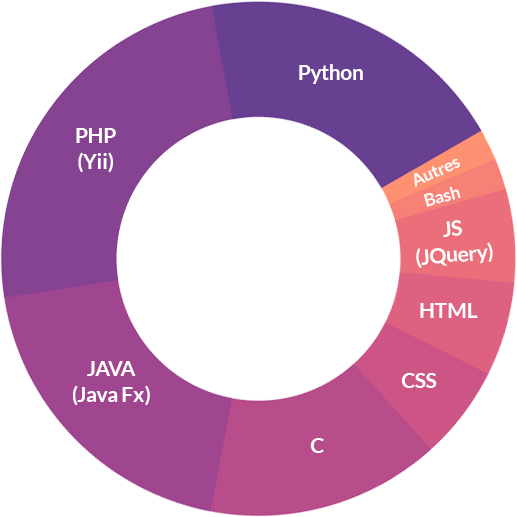 Python
PHP
(Yii)
Autres
Bash
JS
(JQuery)
HTML
JAVA
(Java Fx)
CSS
C